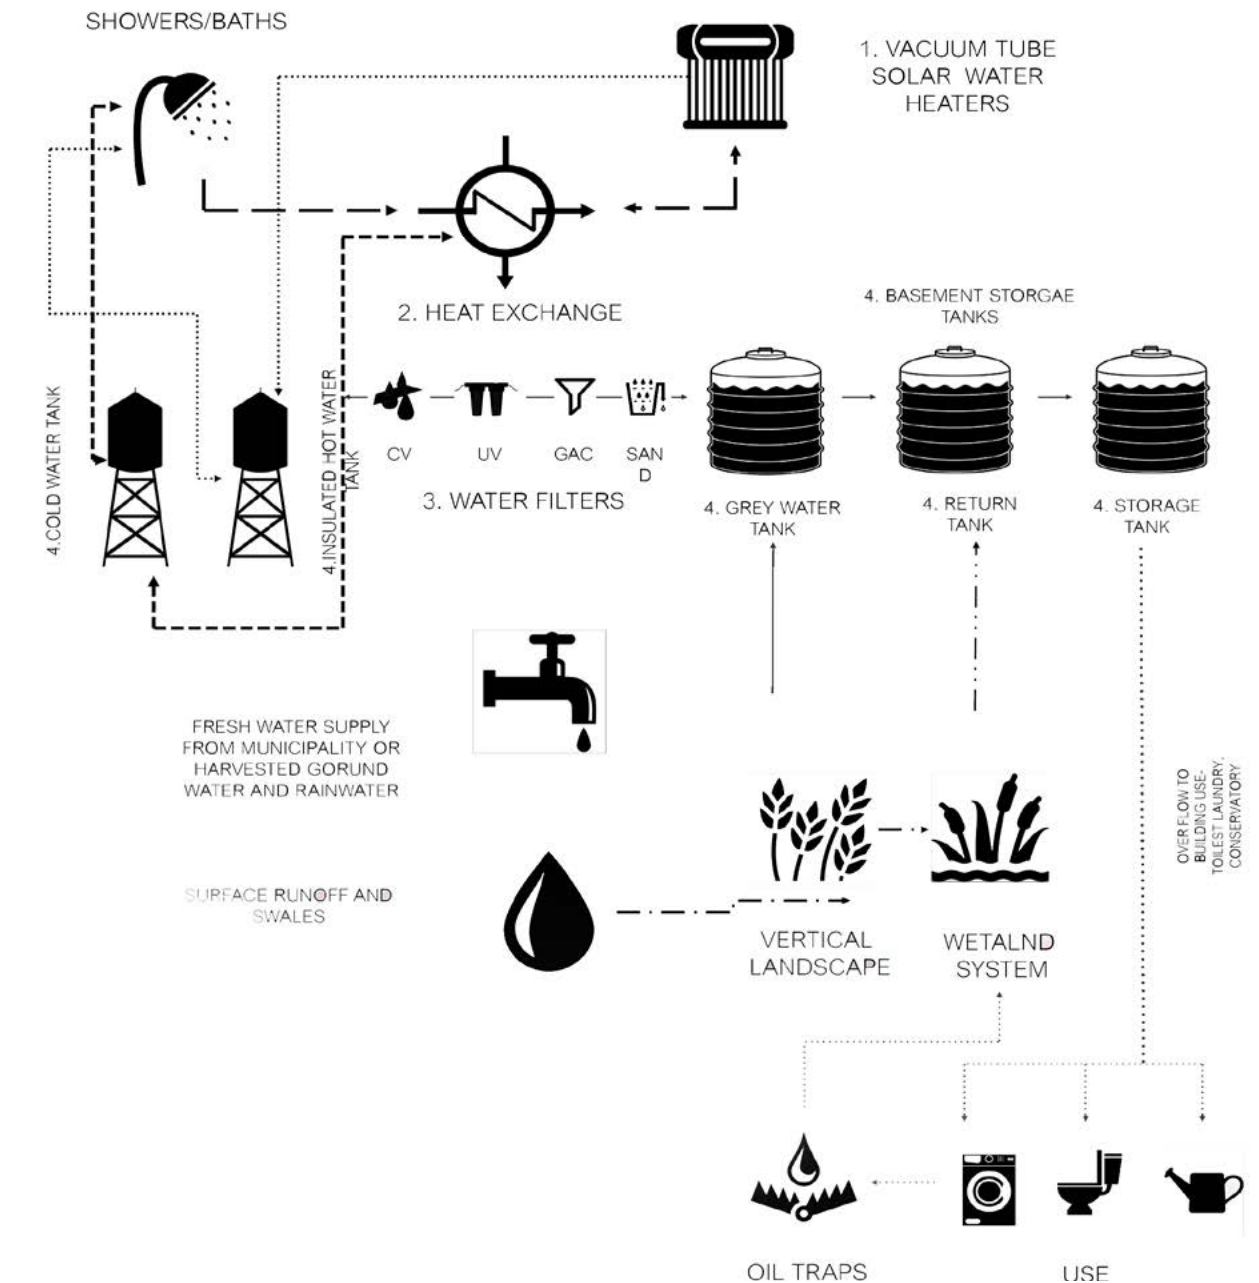 SHOWERS/BATHS
1. VACUUM TUBE
SOLAR WATER
HEATERS
2. HEAT EXCHANGE
4. BASEMENT STORGAE
TANKS
4.COLD WATER TANK
4.INSULATED HOT WATER
TANK
CV
UV
GAC
SAN
D
3. WATER FILTERS
4. GREY WATER
TANK
4. RETURN
TANK
4. STORAGE
TANK
FRESH WATER SUPPLY
FROM MUNICIPALITY OR
HARVESTED GORUND
WATER AND RAINWATER
OVER FLOW TO
BUILDING USE-
TOILEST LAUNDRY,
CONSERVATORY
SURFACE RUNOFF AND
SWALES
VERTICAL
LANDSCAPE
WETALND
SYSTEM
OIL TRAPS
USE